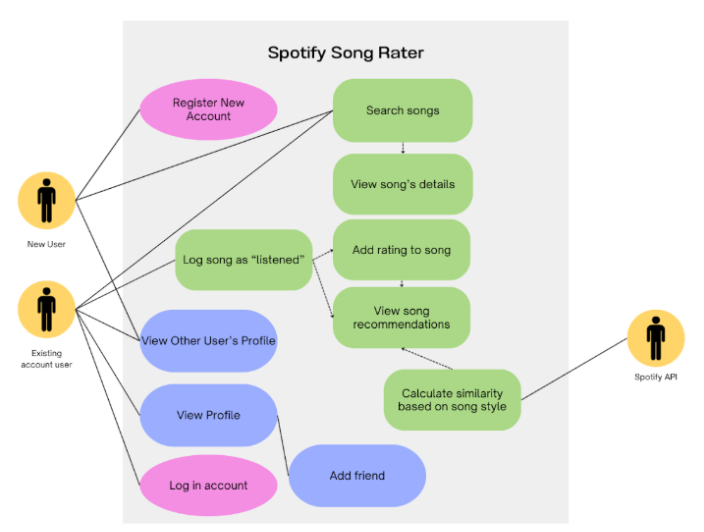 Spotify Song Rater
Register New
Account
Search songs
View song's details
New User
Log song as “listened”
Add rating to song
View song
recommendations
Existing
account user
View Other User's Profile
Spotify API
Calculate similarity
based on song style
View Profile
Add friend
Log in account